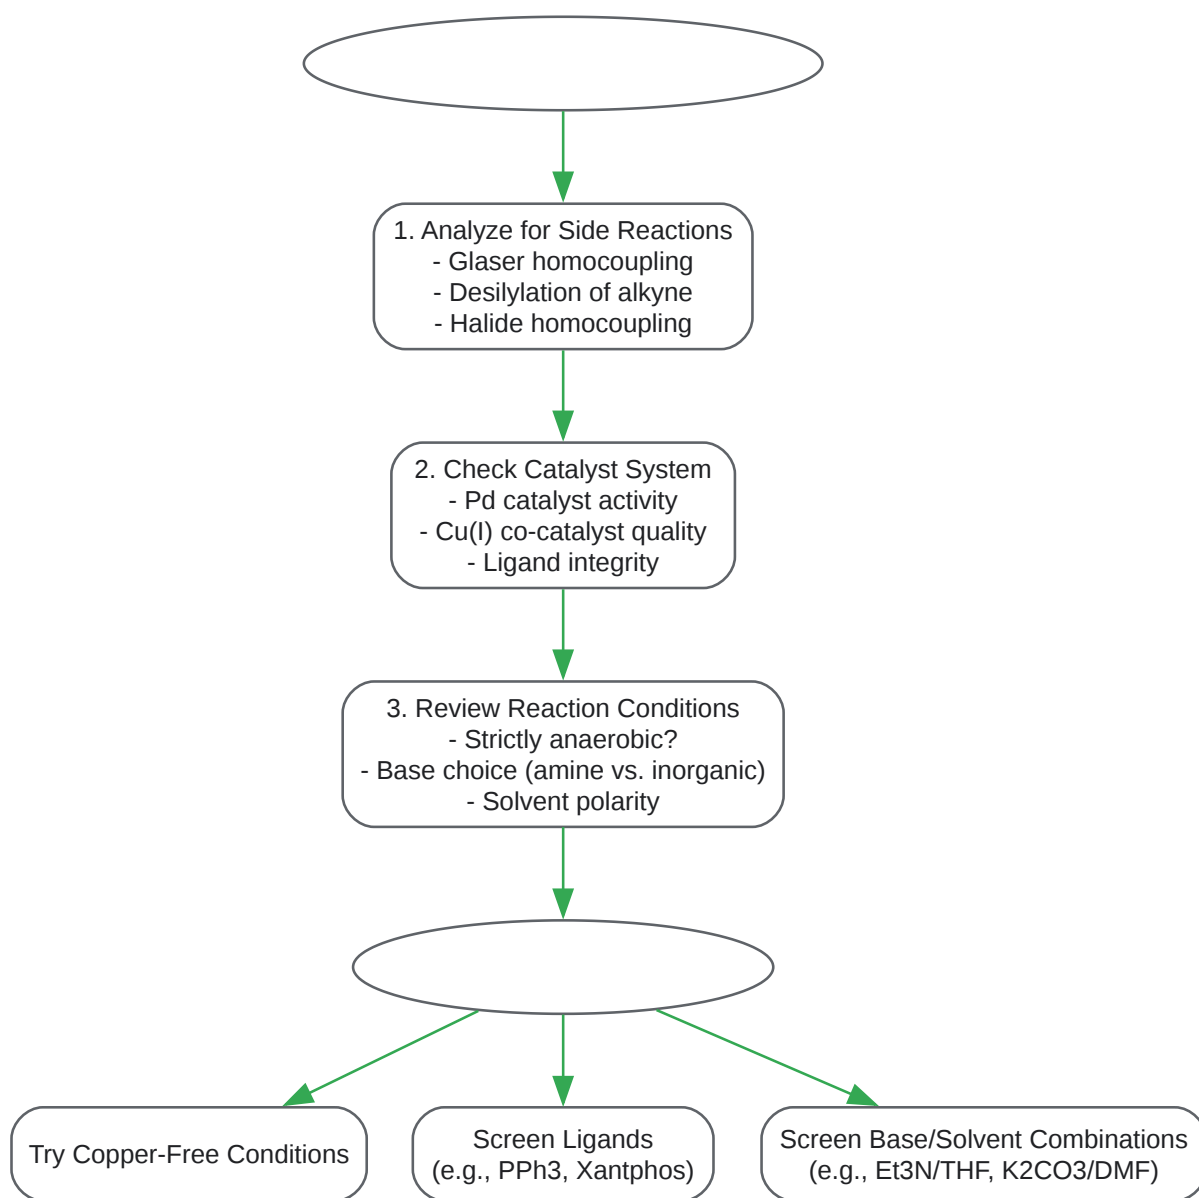 1. Analyze for Side Reactions
- Glaser homocoupling
- Desilylation of alkyne
- Halide homocoupling
2. Check Catalyst System
- Pd catalyst activity
- Cu(I) co-catalyst quality
- Ligand integrity
3. Review Reaction Conditions
- Strictly anaerobic?
- Base choice (amine vs. inorganic)
- Solvent polarity
Try Copper-Free Conditions
Screen Ligands
(e.g., PPh3, Xantphos)
Screen Base/Solvent Combinations
(e.g., Et3N/THF, K2CO3/DMF)